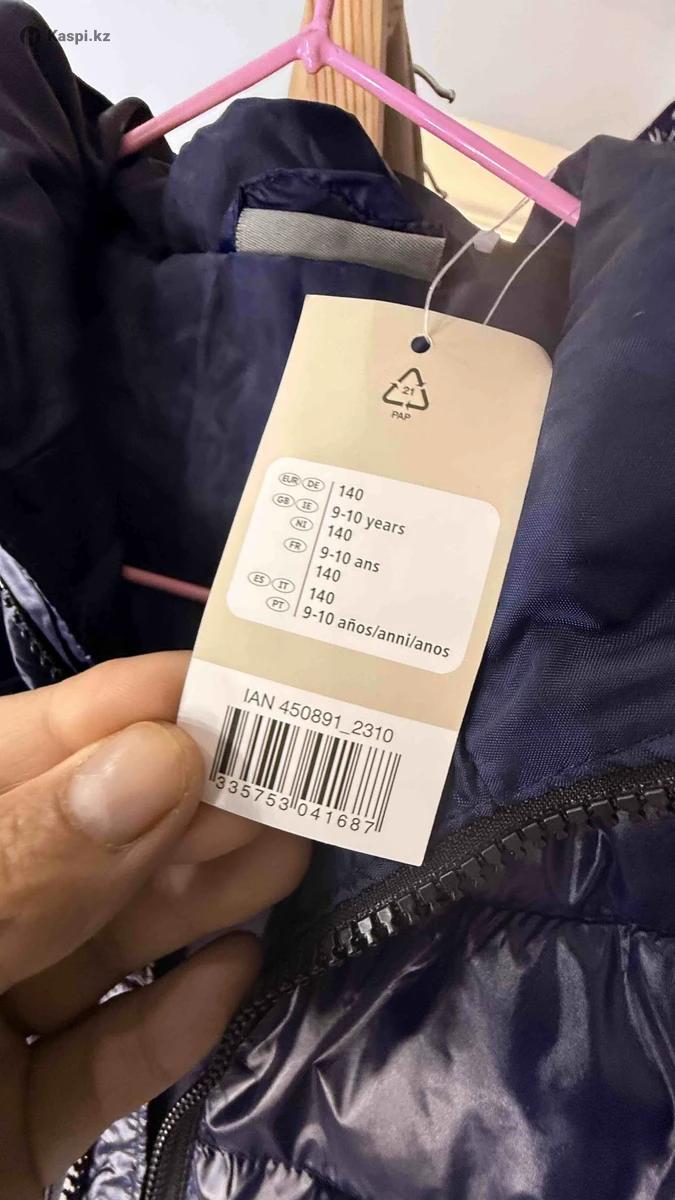 Kaspi.kz
21
PAP
EUR DE 140
GB IE 9-10 years
NI 140
FR 9-10 ans
140
ES IT 140
PT 9-10 años/anni/anos
IAN 450891_2310
335753 041687